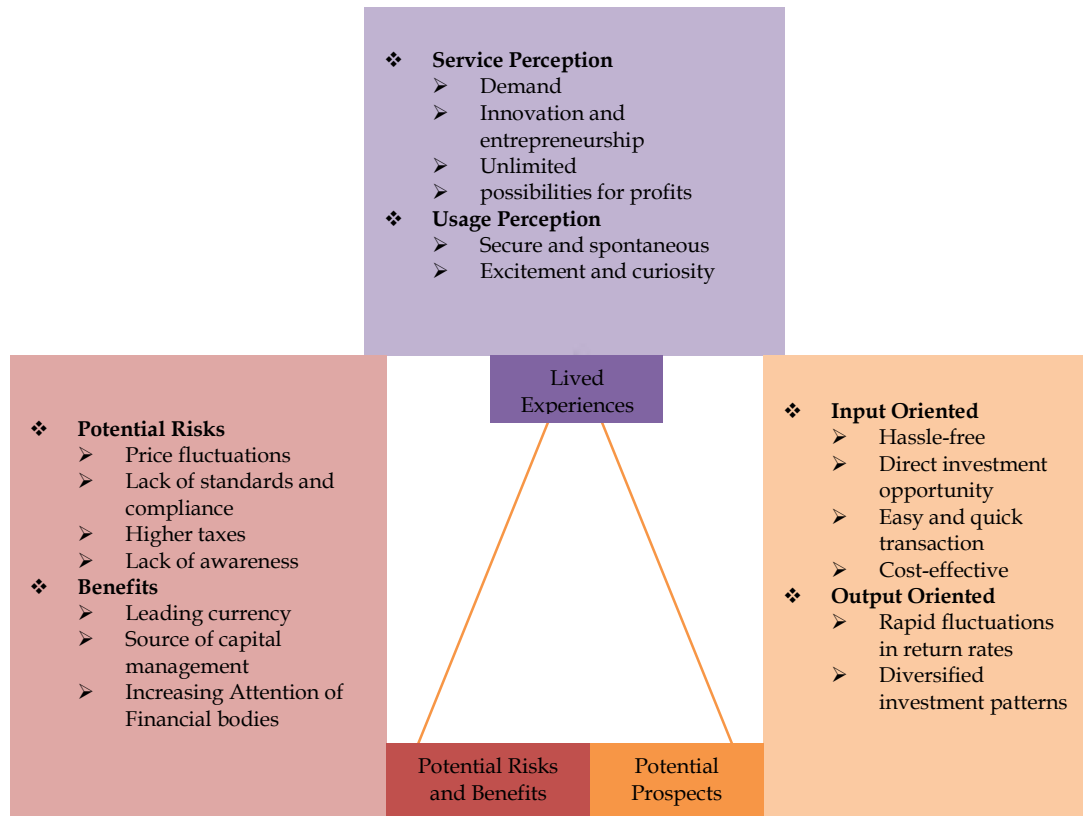 ❖ Service Perception
➢ Demand
➢ Innovation and
entrepreneurship
➢ Unlimited
➢ possibilities for profits
❖ Usage Perception
➢ Secure and spontaneous
➢ Excitement and curiosity
Lived
Experiences
❖ Potential Risks
➢ Price fluctuations
➢ Lack of standards and
compliance
➢ Higher taxes
➢ Lack of awareness
❖ Benefits
➢ Leading currency
➢ Source of capital
management
➢ Increasing Attention of
Financial bodies
❖ Input Oriented
➢ Hassle-free
➢ Direct investment
opportunity
➢ Easy and quick
transaction
➢ Cost-effective
❖ Output Oriented
➢ Rapid fluctuations
in return rates
➢ Diversified
investment patterns
Potential Risks
and Benefits
Potential
Prospects